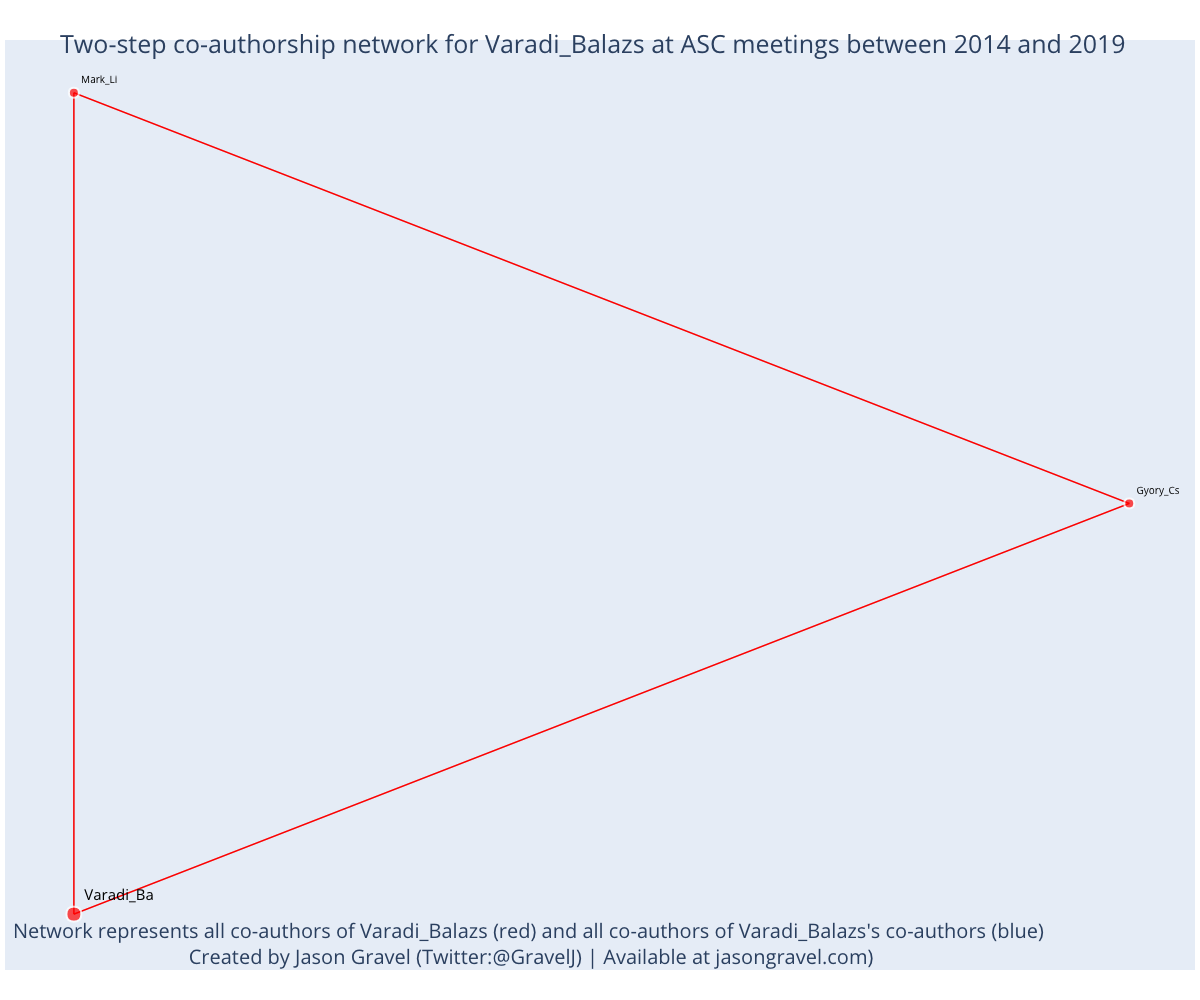 Two-step co-authorship network for Varadi_Balazs at ASC meetings between 2014 and 2019
Mark_Li
Gyory_Cs
Varadi_Ba
Network represents all co-authors of Varadi_Balazs (red) and all co-authors of Varadi_Balazs's co-authors (blue)
Created by Jason Gravel (Twitter:@GravelJ) | Available at jasongravel.com)